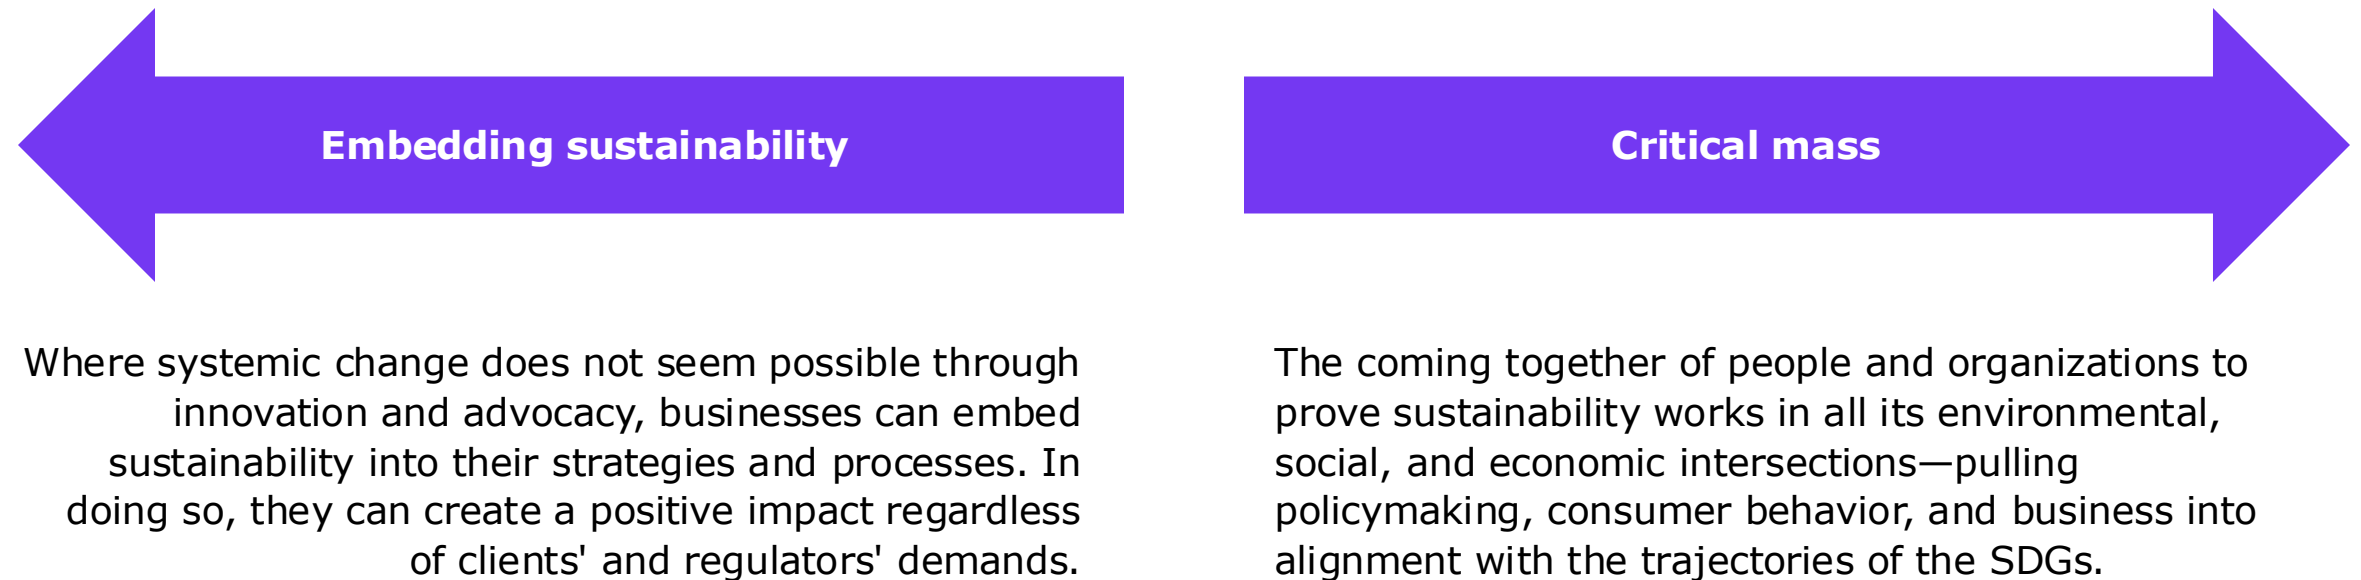 Embedding sustainability
Where systemic change does not seem possible through
innovation and advocacy, businesses can embed
sustainability into their strategies and processes. In
doing so, they can create a positive impact regardless
of clients' and regulators' demands.
Critical mass
The coming together of people and organizations to
prove sustainability works in all its environmental,
social, and economic intersections—pulling
policymaking, consumer behavior, and business into
alignment with the trajectories of the SDGs.